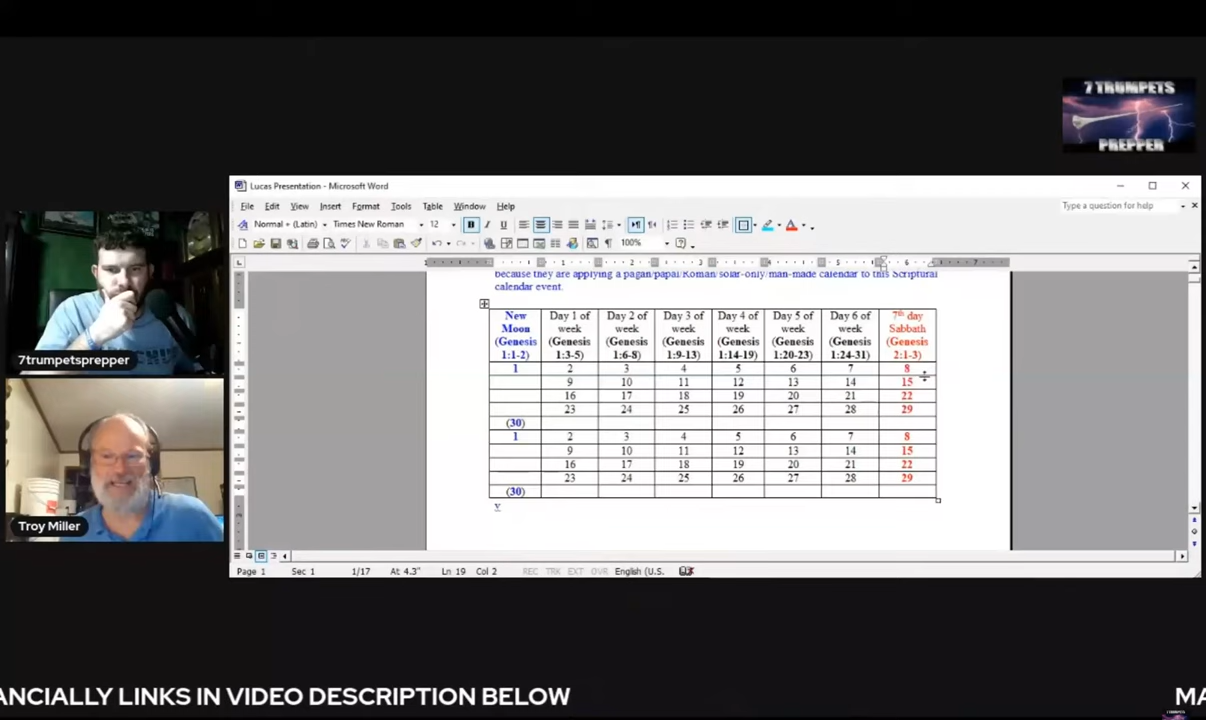 7 TRUMPETS
PREPPER
Lucas Presentation - Microsoft Word
File Edit View Insert Format Tools Table Window Help
Type a question for help
Normal + (Latin) Times New Roman 12 B I U
100%
because they are applying a pagan/papal/Roman/solar-only/man-made calendar to this Scriptural
calendar event.
New Moon (Genesis 1:1-2) Day 1 of week (Genesis 1:3-5) Day 2 of week (Genesis 1:6-8) Day 3 of week (Genesis 1:9-13) Day 4 of week (Genesis 1:14-19) Day 5 of week (Genesis 1:20-23) Day 6 of week (Genesis 1:24-31) 7th day Sabbath (Genesis 2:1-3)
1 2 3 4 5 6 7 8
9 10 11 12 13 14 15
16 17 18 19 20 21 22
23 24 25 26 27 28 29
(30)
1 2 3 4 5 6 7 8
9 10 11 12 13 14 15
16 17 18 19 20 21 22
23 24 25 26 27 28 29
(30)
v
Page 1 Sec 1 1/17 At 4.3" Ln 19 Col 2 REC TRK EXT OVR English (U.S.
7trumpetsprepper
Troy Miller
ANCIALLY LINKS IN VIDEO DESCRIPTION BELOW
MA